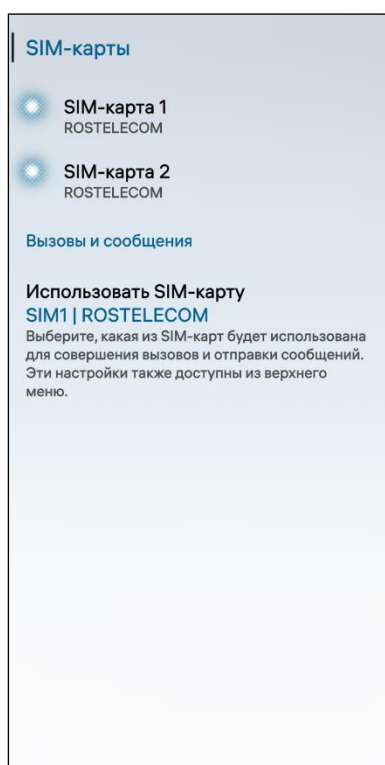 SIM-карты
SIM-карта 1
ROSTELECOM
SIM-карта 2
ROSTELECOM
Вызовы и сообщения
Использовать SIM-карту
SIM1 | ROSTELECOM
Выберите, какая из SIM-карт будет использована
для совершения вызовов и отправки сообщений.
Эти настройки также доступны из верхнего
меню.